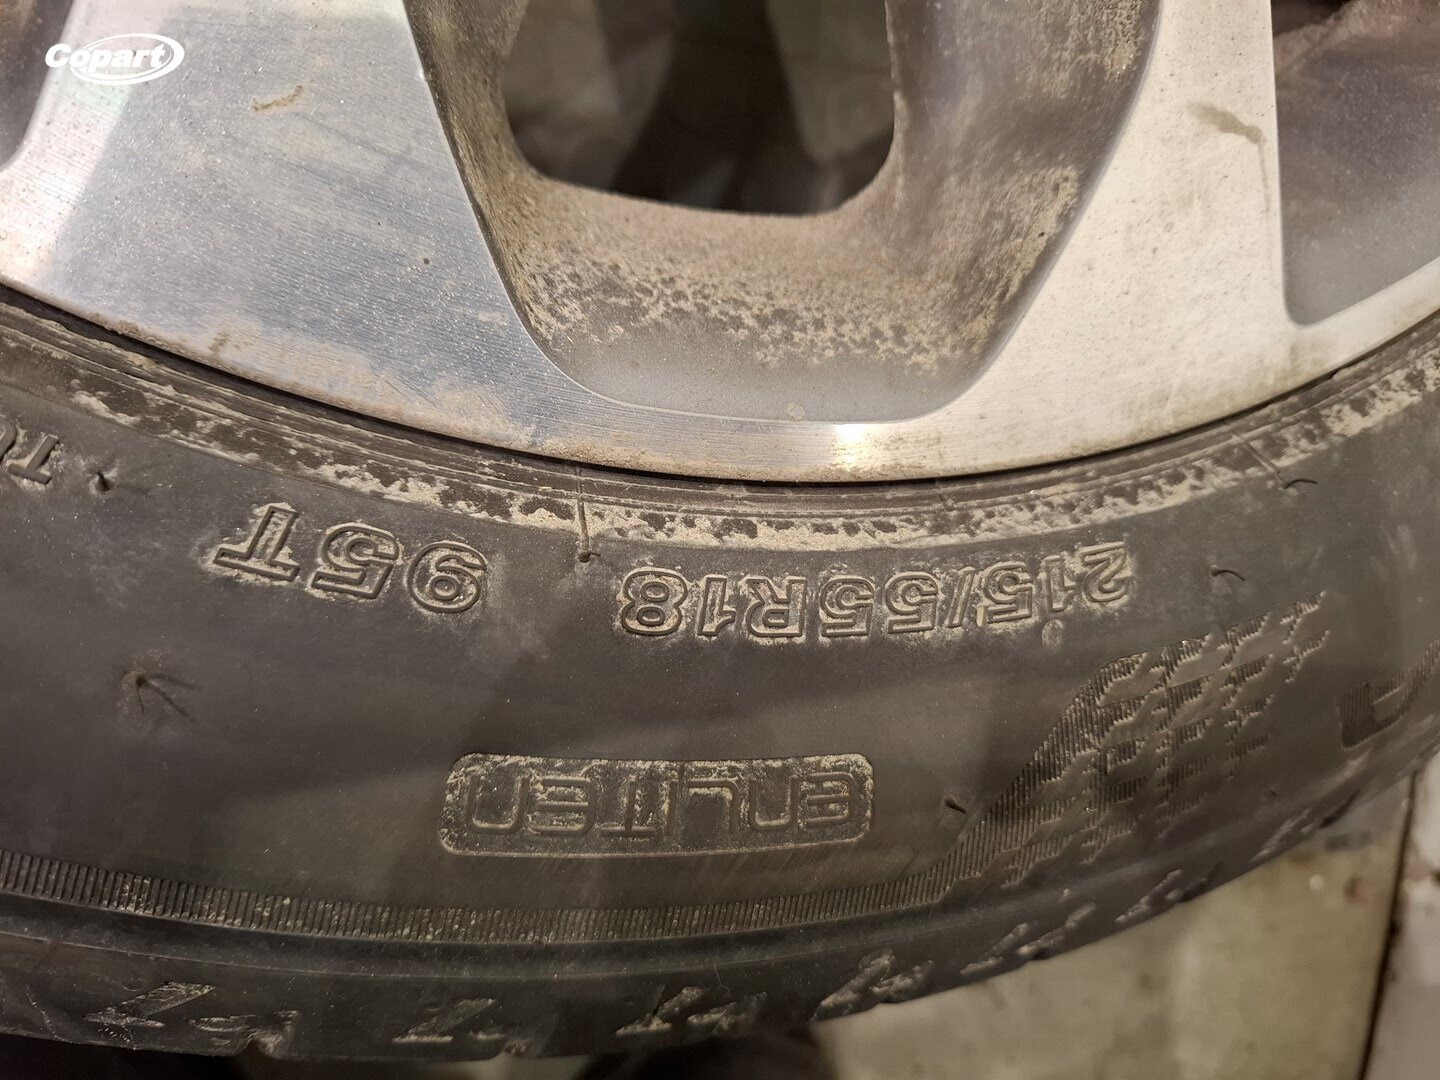 Copart
215/55R18 95T
ENLITEN